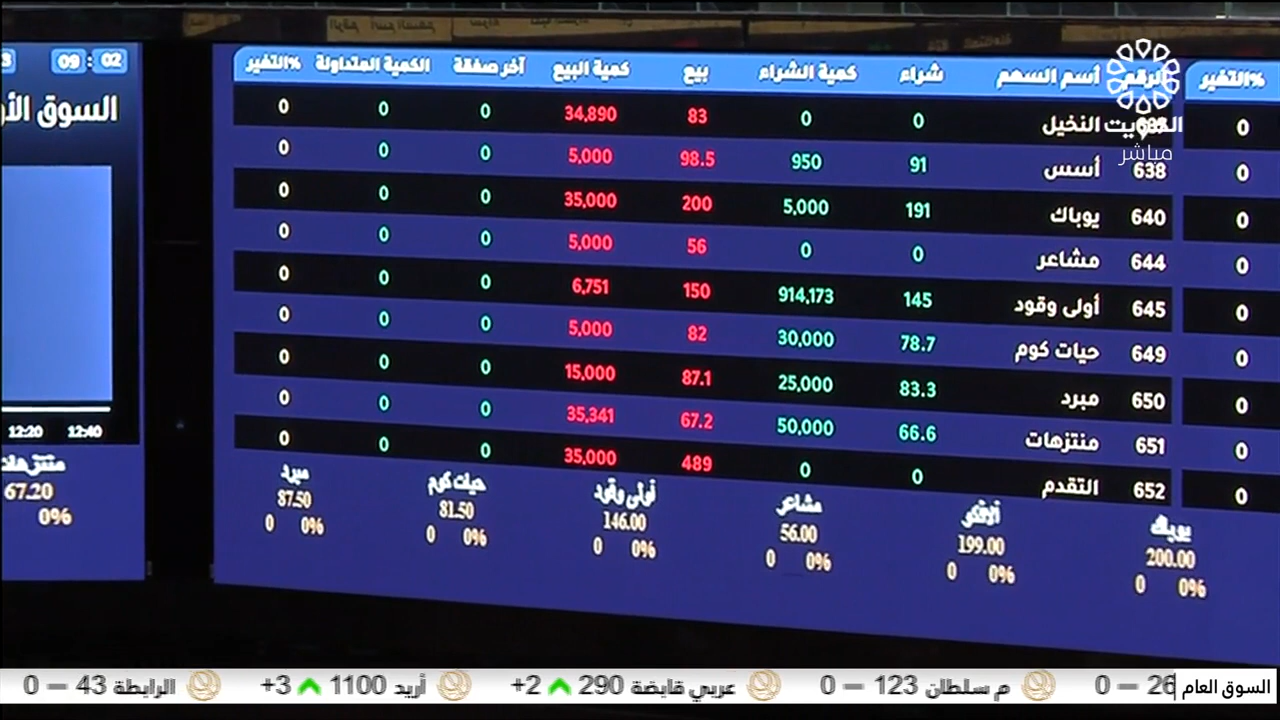 09 : 02
السوق
12:20 12:40
منتزهات
67.20
0%
الرقم أسم السهم شراء كمية الشراء بيع كمية البيع آخر صفقة الكمية المتداولة التغير%
التغير%
النخيل 0 0 83 34,890 0 0 0
638 أسس 91 950 98.5 5,000 0 0 0
640 يوباك 191 5,000 200 35,000 0 0 0
644 مشاعر 0 0 56 5,000 0 0 0
645 أولى وقود 145 914,173 150 6,751 0 0 0
649 حيات كوم 78.7 30,000 82 5,000 0 0 0
650 مبرد 83.3 25,000 87.1 15,000 0 0 0
651 منتزهات 66.6 50,000 67.2 35,341 0 0 0
652 التقدم 0 0 489 35,000 0 0 0
0
0
0
0
0
0
0
0
0
يوباك
200.00
0 0%
199.00
0 0%
مشاعر
56.00
0 0%
أولى وقود
146.00
0 0%
حيات كوم
81.50
0 0%
مبرد
87.50
0 0%
الكويت
مباشر
السوق العام 26 — 0 م سلطان 123 — 0 عربي قابضة 290 +2 أريد 1100 +3 الرابطة 43 — 0